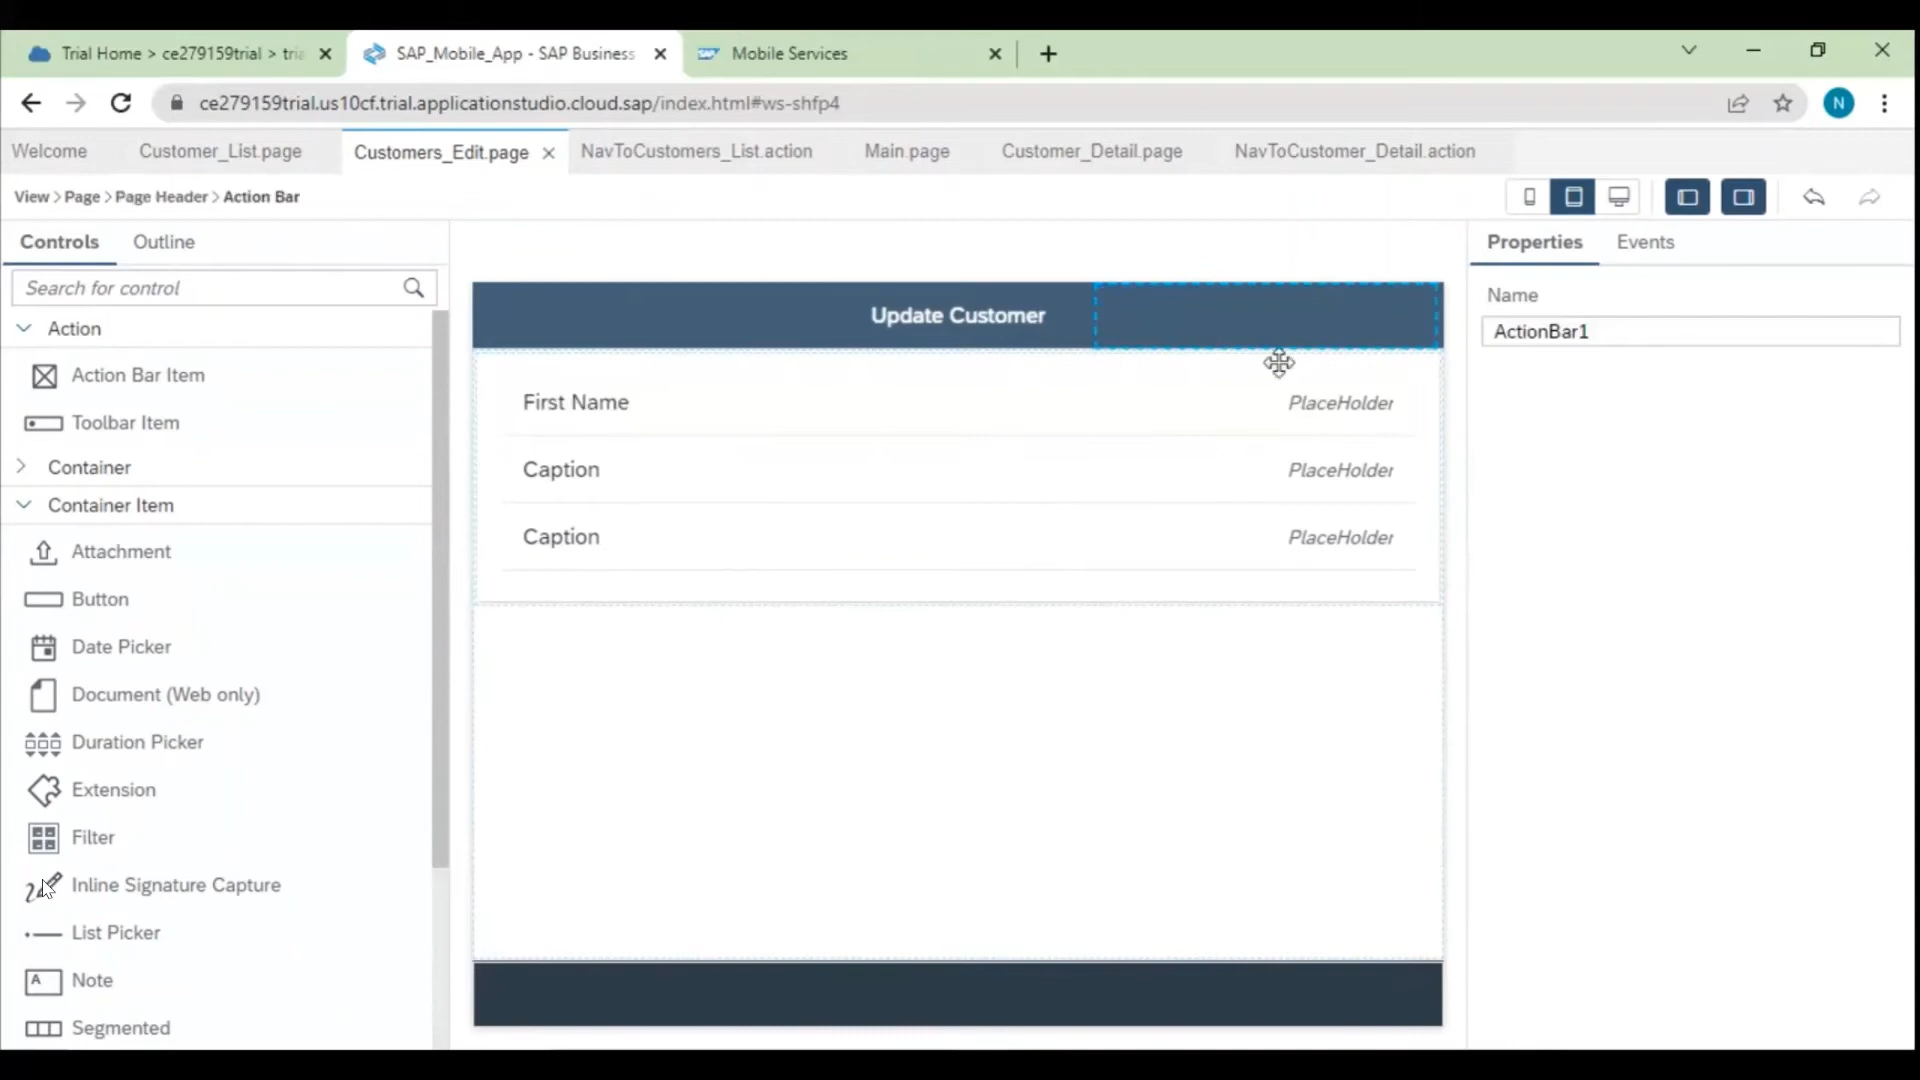 Trial Home > ce279159trial > tria
SAP_Mobile_App - SAP Business
Mobile Services
ce279159trial.us10cf.trial.applicationstudio.cloud.sap/index.html#ws-shfp4
N
Welcome
Customer_List.page
Customers_Edit.page
NavToCustomers_List.action
Main.page
Customer_Detail.page
NavToCustomer_Detail.action
View > Page > Page Header > Action Bar
Controls
Outline
Properties
Events
Search for control
Name
ActionBar1
Action
Action Bar Item
Toolbar Item
Container
Container Item
Attachment
Button
Date Picker
Document (Web only)
Duration Picker
Extension
Filter
Inline Signature Capture
List Picker
Note
Segmented
Update Customer
First Name
PlaceHolder
Caption
PlaceHolder
Caption
PlaceHolder